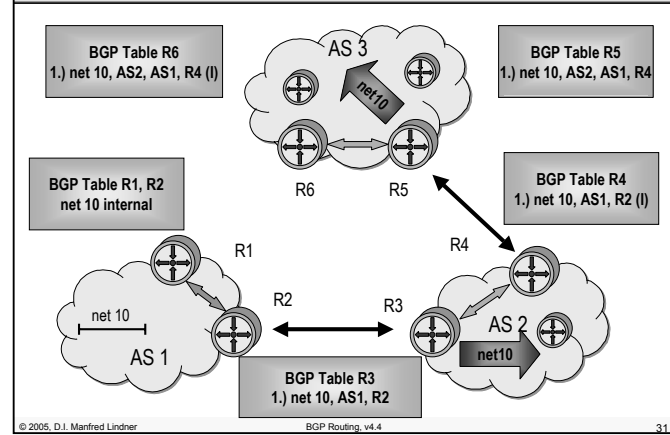 BGP Table R6
1.) net 10, AS2, AS1, R4 (I)
AS 3
net10
BGP Table R5
1.) net 10, AS2, AS1, R4
R6
R5
BGP Table R1, R2
net 10 internal
BGP Table R4
1.) net 10, AS1, R2 (I)
R1
R4
R2
R3
net 10
AS 1
AS 2
net10
BGP Table R3
1.) net 10, AS1, R2
© 2005, D.I. Manfred Lindner
BGP Routing, v4.4
31